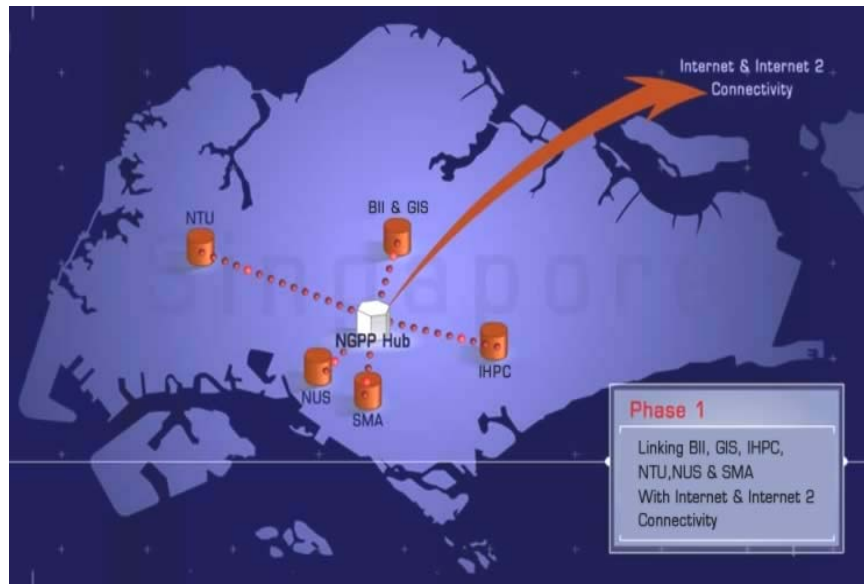 Internet & Internet 2
Connectivity
BII & GIS
NTU
Singapore
NGPP Hub
IHPC
NUS
SMA
Phase 1
Linking BII, GIS, IHPC,
NTU,NUS & SMA
With Internet & Internet 2
Connectivity